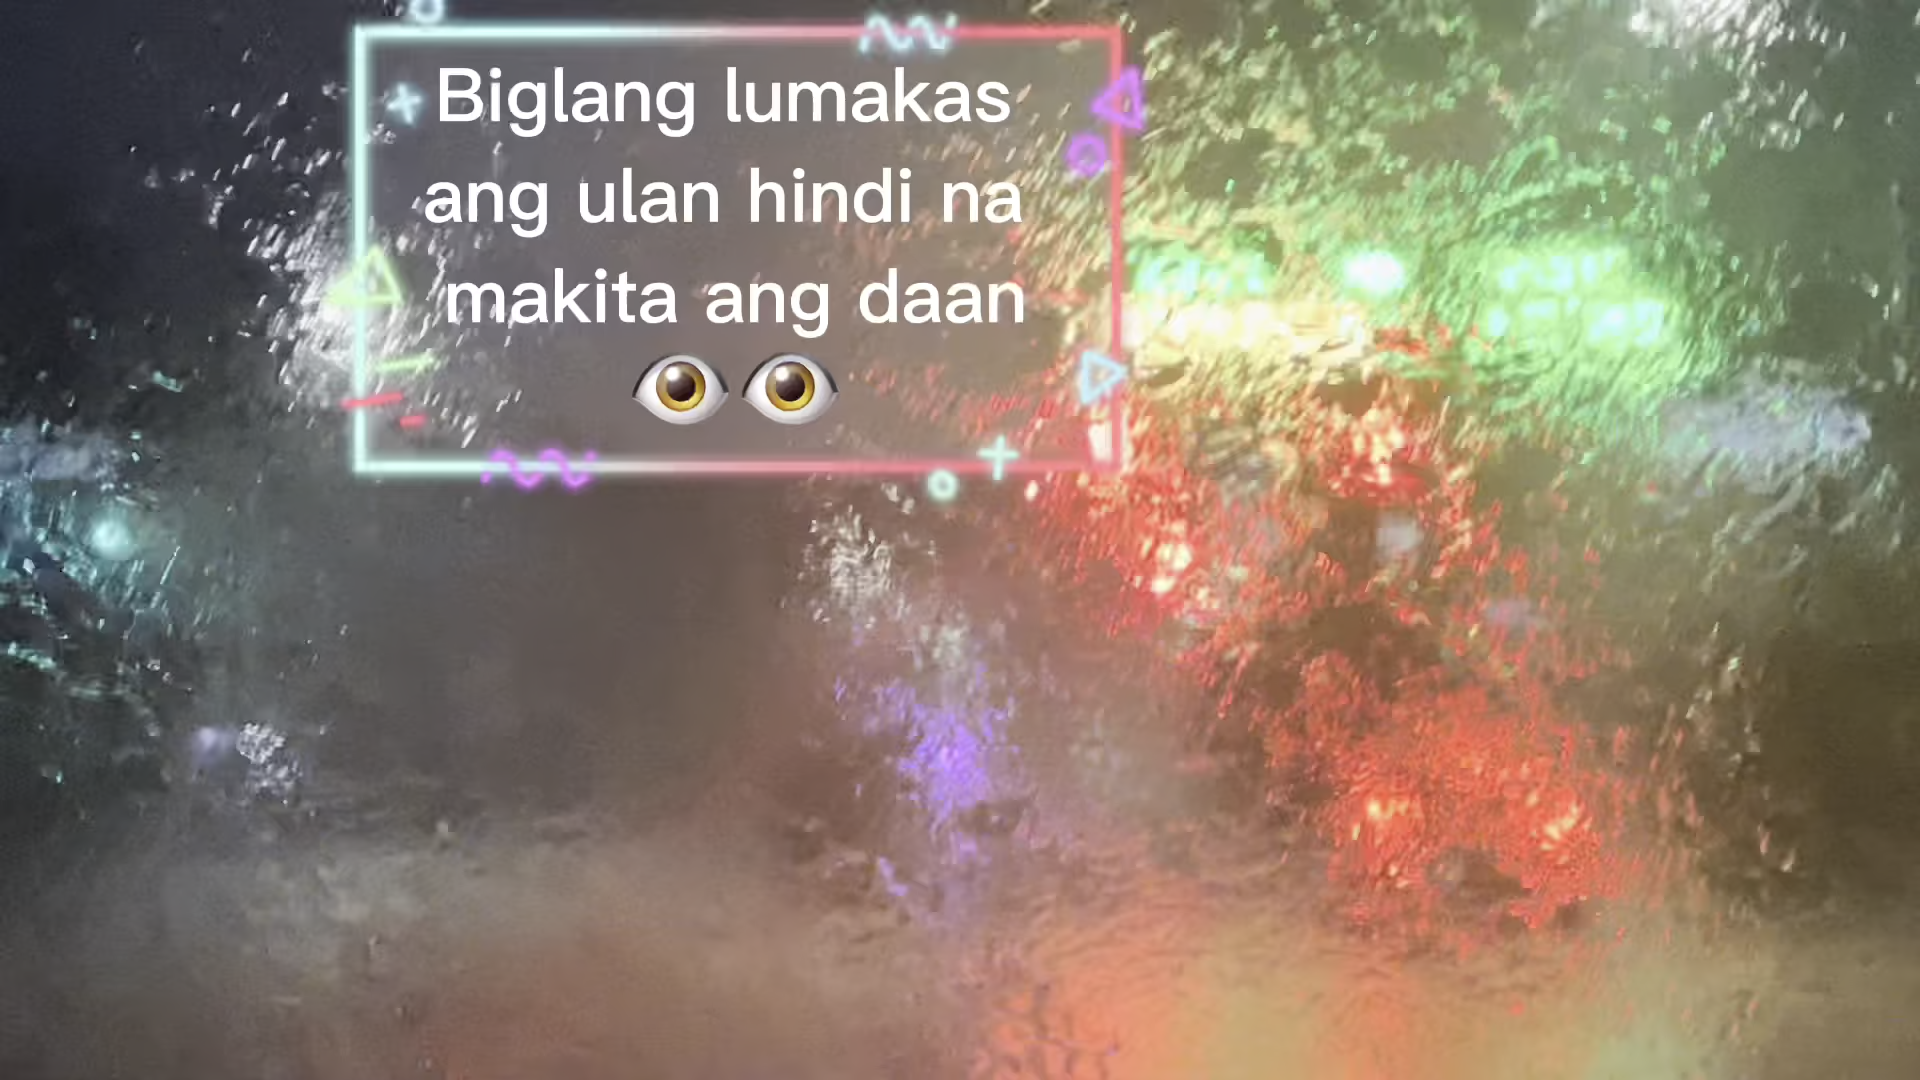 Biglang lumakas
ang ulan hindi na
makita ang daan
👁️👁️